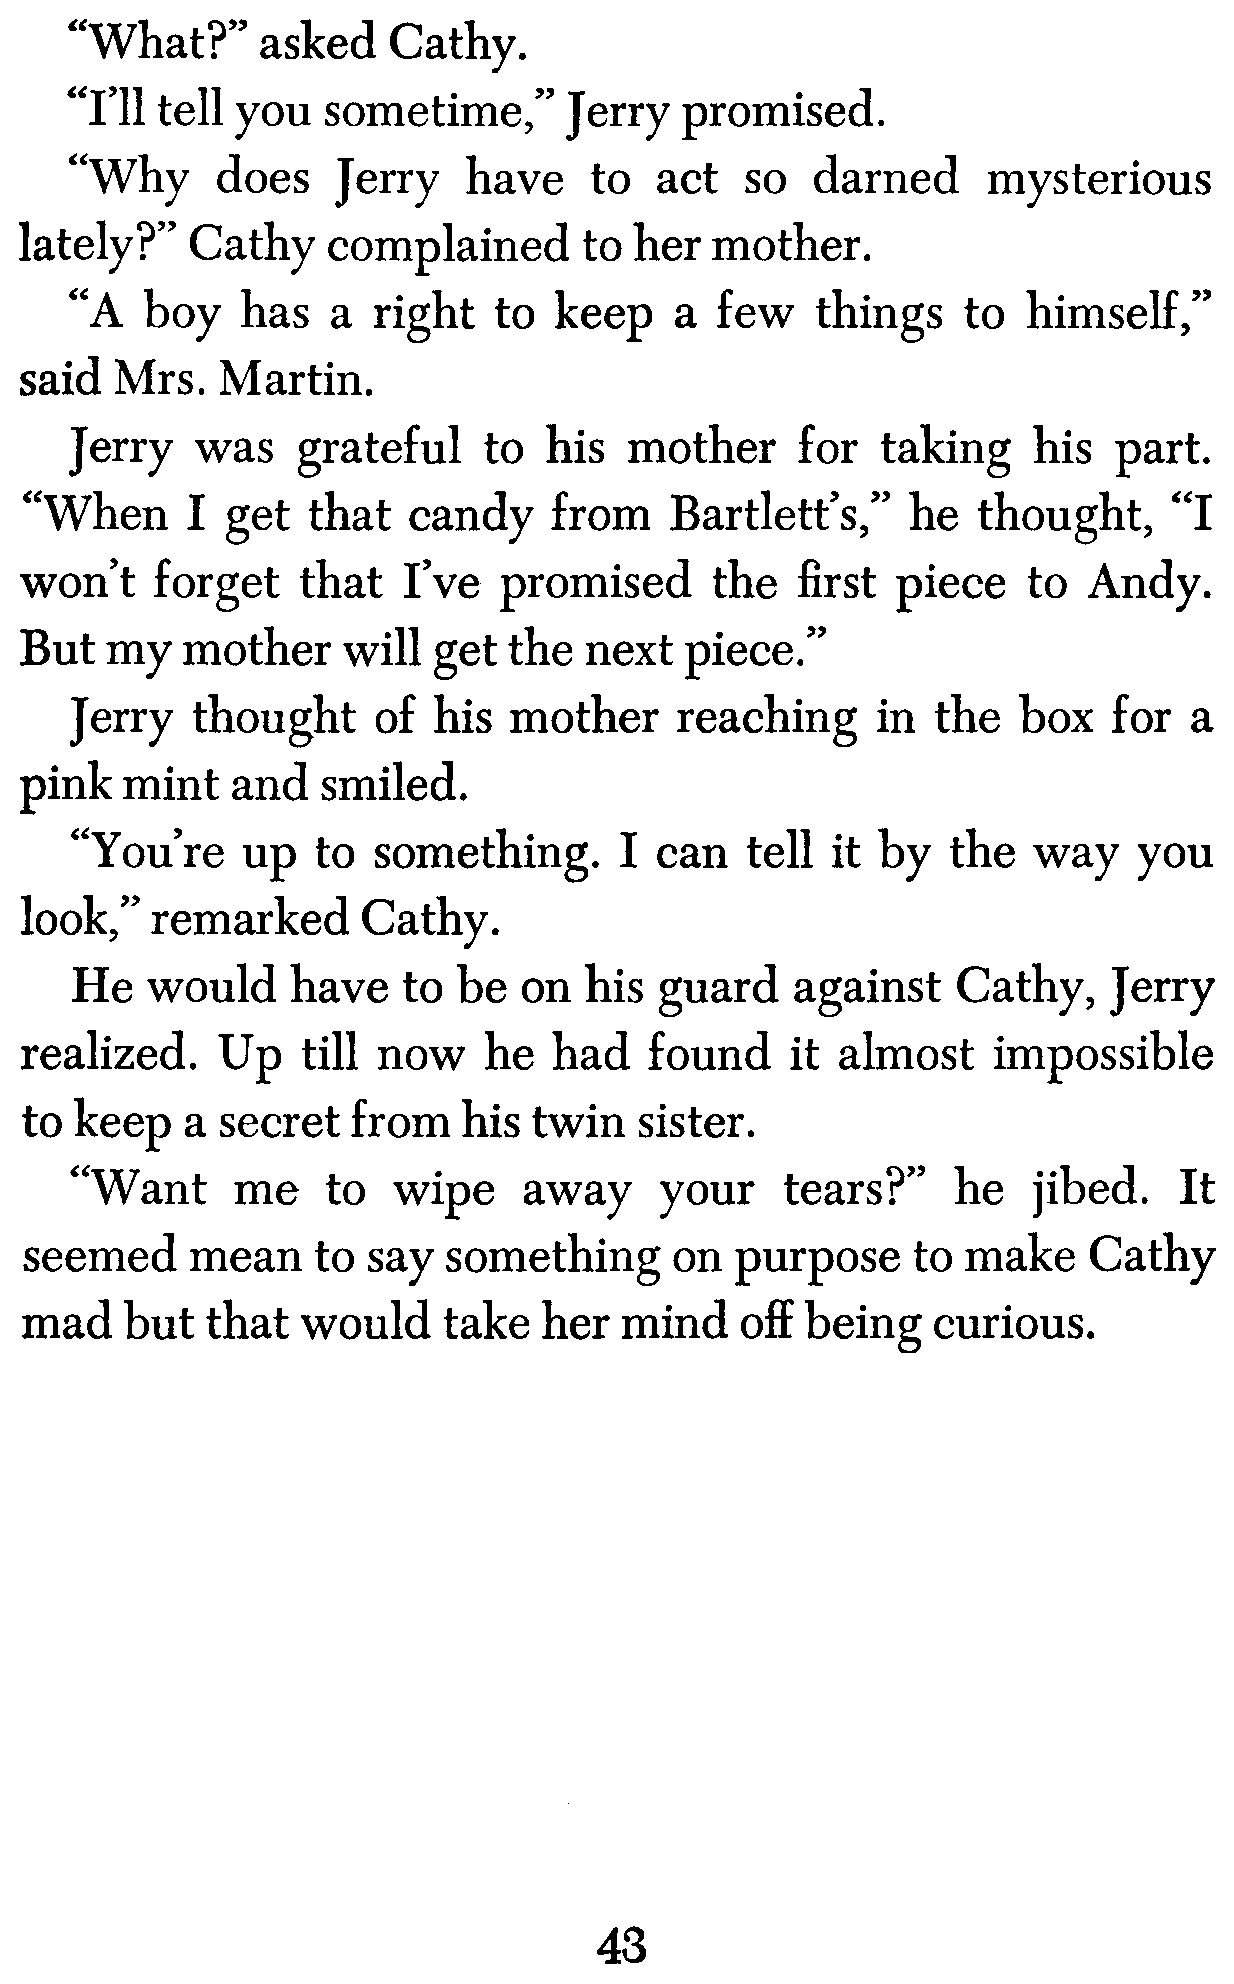 “What?” asked Cathy.
“I’ll tell you sometime,” Jerry promised.
“Why does Jerry have to act so darned mysterious
lately?” Cathy complained to her mother.
“A boy has a right to keep a few things to himself,”
said Mrs. Martin.
Jerry was grateful to his mother for taking his part.
“When I get that candy from Bartlett’s,” he thought, “I
won’t forget that I’ve promised the first piece to Andy.
But my mother will get the next piece.”
Jerry thought of his mother reaching in the box for a
pink mint and smiled.
“You’re up to something. I can tell it by the way you
look,” remarked Cathy.
He would have to be on his guard against Cathy, Jerry
realized. Up till now he had found it almost impossible
to keep a secret from his twin sister.
“Want me to wipe away your tears?” he jibed. It
seemed mean to say something on purpose to make Cathy
mad but that would take her mind off being curious.
43